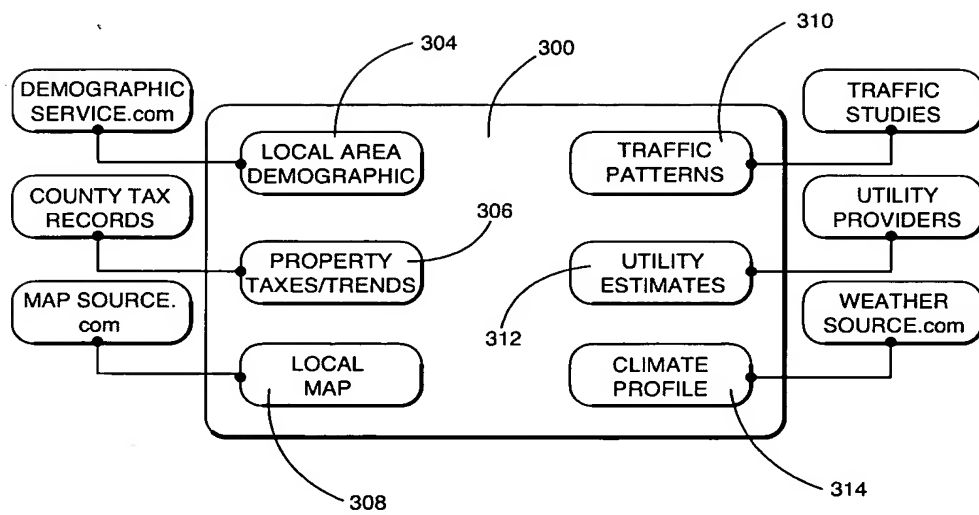 304
300
310
DEMOGRAPHIC
SERVICE.com
LOCAL AREA
DEMOGRAPHIC
TRAFFIC
PATTERNS
TRAFFIC
STUDIES
COUNTY TAX
RECORDS
306
PROPERTY
TAXES/TRENDS
UTILITY
ESTIMATES
312
UTILITY
PROVIDERS
MAP SOURCE.
com
LOCAL
MAP
308
CLIMATE
PROFILE
314
WEATHER
SOURCE.com